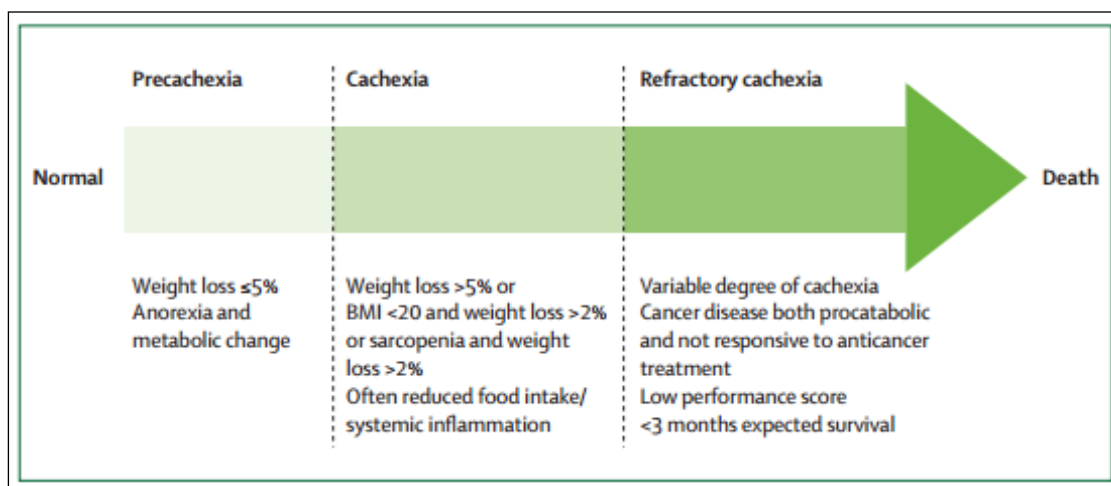 Precachexia
Cachexia
Refractory cachexia
Normal
Death
Weight loss ≤5%
Anorexia and
metabolic change
Weight loss >5% or
BMI <20 and weight loss >2%
or sarcopenia and weight
loss >2%
Often reduced food intake/
systemic inflammation
Variable degree of cachexia
Cancer disease both procatabolic
and not responsive to anticancer
treatment
Low performance score
<3 months expected survival